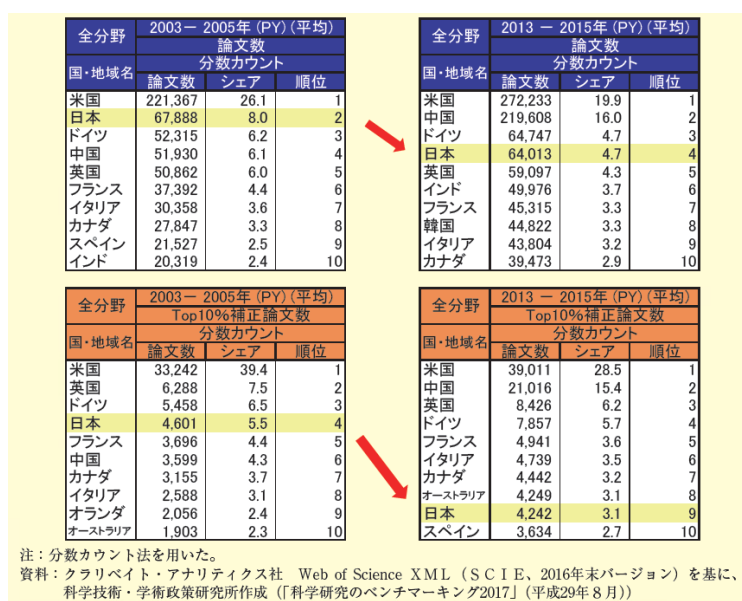 全分野 2003－2005年(PY)(平均)
論文数
国・地域名 分数カウント
論文数 シェア 順位
米国 221,367 26.1 1
日本 67,888 8.0 2
ドイツ 52,315 6.2 3
中国 51,930 6.1 4
英国 50,862 6.0 5
フランス 37,392 4.4 6
イタリア 30,358 3.6 7
カナダ 27,847 3.3 8
スペイン 21,527 2.5 9
インド 20,319 2.4 10
全分野 2013 － 2015年(PY)(平均)
論文数
国・地域名 分数カウント
論文数 シェア 順位
米国 272,233 19.9 1
中国 219,608 16.0 2
ドイツ 64,747 4.7 3
日本 64,013 4.7 4
英国 59,097 4.3 5
インド 49,976 3.7 6
フランス 45,315 3.3 7
韓国 44,822 3.3 8
イタリア 43,804 3.2 9
カナダ 39,473 2.9 10
全分野 2003－ 2005年(PY)(平均)
Top10%補正論文数
国・地域名 分数カウント
論文数 シェア 順位
米国 33,242 39.4 1
英国 6,288 7.5 2
ドイツ 5,458 6.5 3
日本 4,601 5.5 4
フランス 3,696 4.4 5
中国 3,599 4.3 6
カナダ 3,155 3.7 7
イタリア 2,588 3.1 8
オランダ 2,056 2.4 9
オーストラリア 1,903 2.3 10
全分野 2013 － 2015年(PY)(平均)
Top10%補正論文数
国・地域名 分数カウント
論文数 シェア 順位
米国 39,011 28.5 1
中国 21,016 15.4 2
英国 8,426 6.2 3
ドイツ 7,857 5.7 4
フランス 4,941 3.6 5
イタリア 4,739 3.5 6
カナダ 4,442 3.2 7
オーストラリア 4,249 3.1 8
日本 4,242 3.1 9
スペイン 3,634 2.7 10
注：分数カウント法を用いた。
資料：クラリベイト・アナリティクス社　Web of Science XML（ＳＣＩＥ、2016年末バージョン）を基に、
科学技術・学術政策研究所作成（「科学研究のベンチマーキング2017」（平成29年８月））